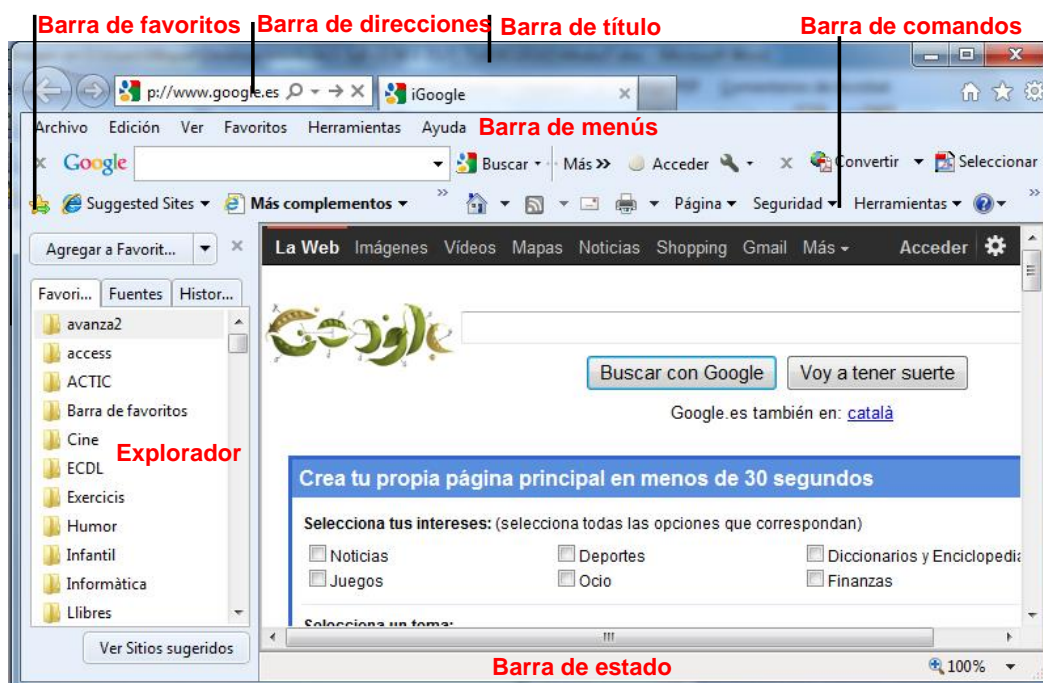 Barra de favoritos Barra de direcciones Barra de título Barra de comandos
p://www.google.es iGoogle
Archivo Edición Ver Favoritos Herramientas Ayuda Barra de menús
x Google Buscar Más >> Acceder x Convertir Seleccionar
Suggested Sites Más complementos >> Página Seguridad Herramientas >>
Agregar a Favorit... x La Web Imágenes Vídeos Mapas Noticias Shopping Gmail Más Acceder
Favori... Fuentes Histor...
avanza2
access
ACTIC
Barra de favoritos
Cine
ECDL
Exercicis
Humor
Infantil
Informàtica
Llibres
Explorador
Ver Sitios sugeridos
Google
Buscar con Google Voy a tener suerte
Google.es también en: català
Crea tu propia página principal en menos de 30 segundos
Selecciona tus intereses: (selecciona todas las opciones que correspondan)
Noticias Deportes Diccionarios y Enciclopedia
Juegos Ocio Finanzas
Selecciona un tema:
Barra de estado 100%